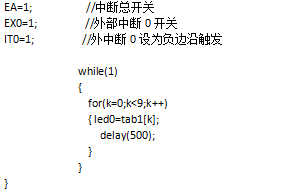 EA=1; //中断总开关
EX0=1; //外部中断 0 开关
IT0=1; //外中断 0 设为负边沿触发
while(1)
{
for(k=0;k<9;k++)
{ led0=tab1[k];
delay(500);
}
}
}